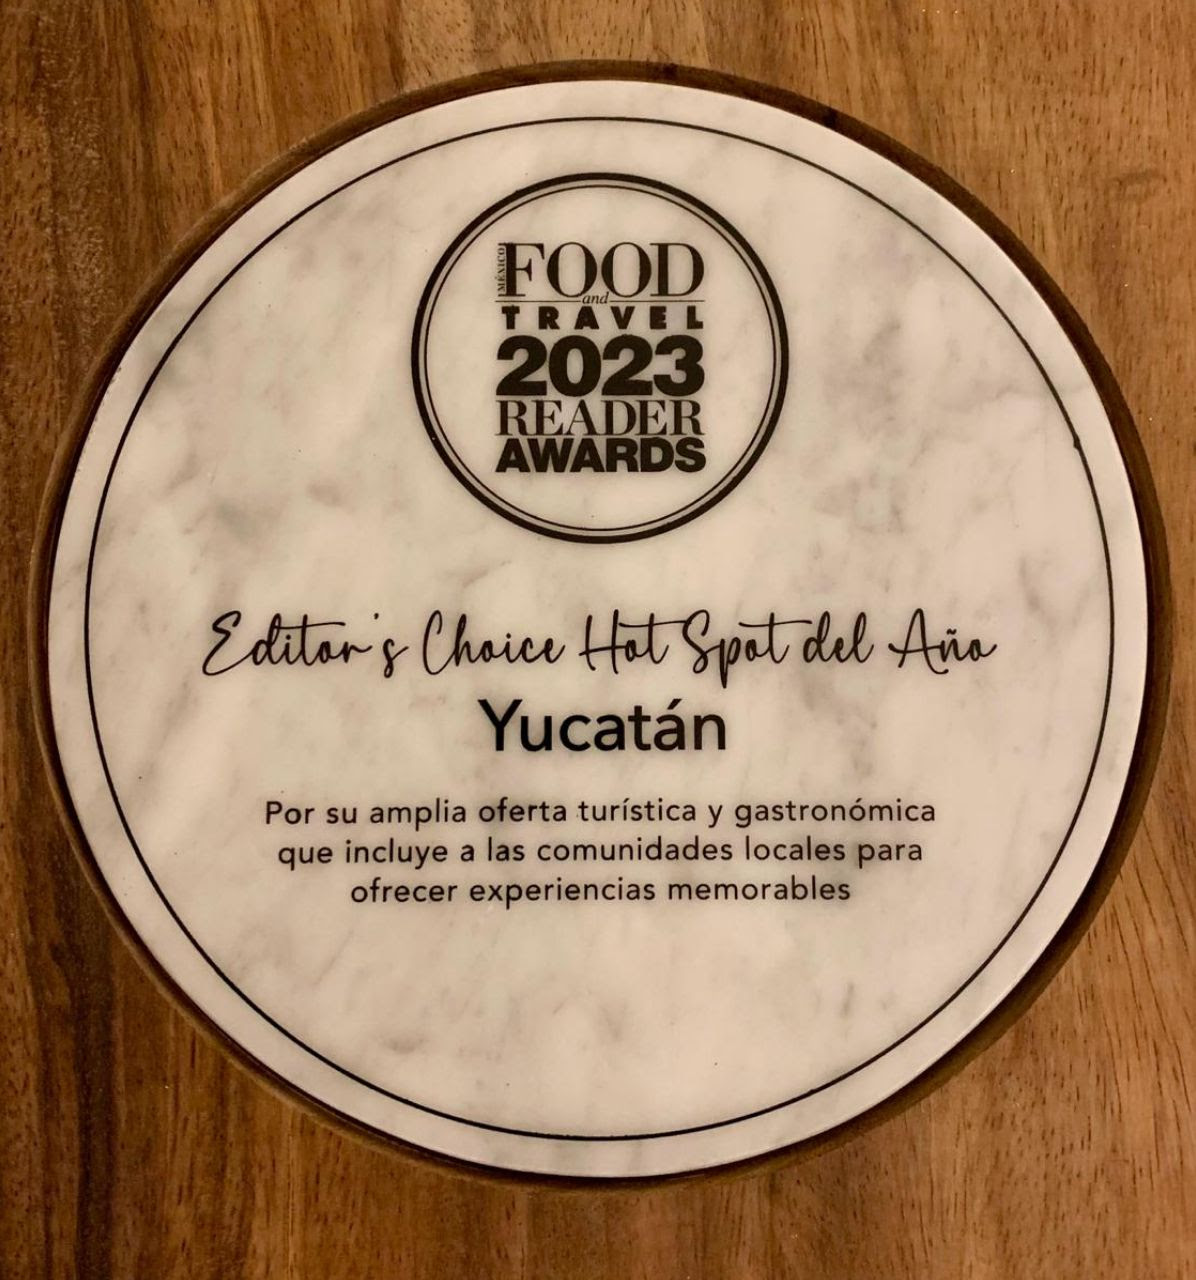 MÉXICO
FOOD
and
TRAVEL
2023
READER
AWARDS
Editor's Choice Hot Spot del Año
Yucatán
Por su amplia oferta turística y gastronómica
que incluye a las comunidades locales para
ofrecer experiencias memorables